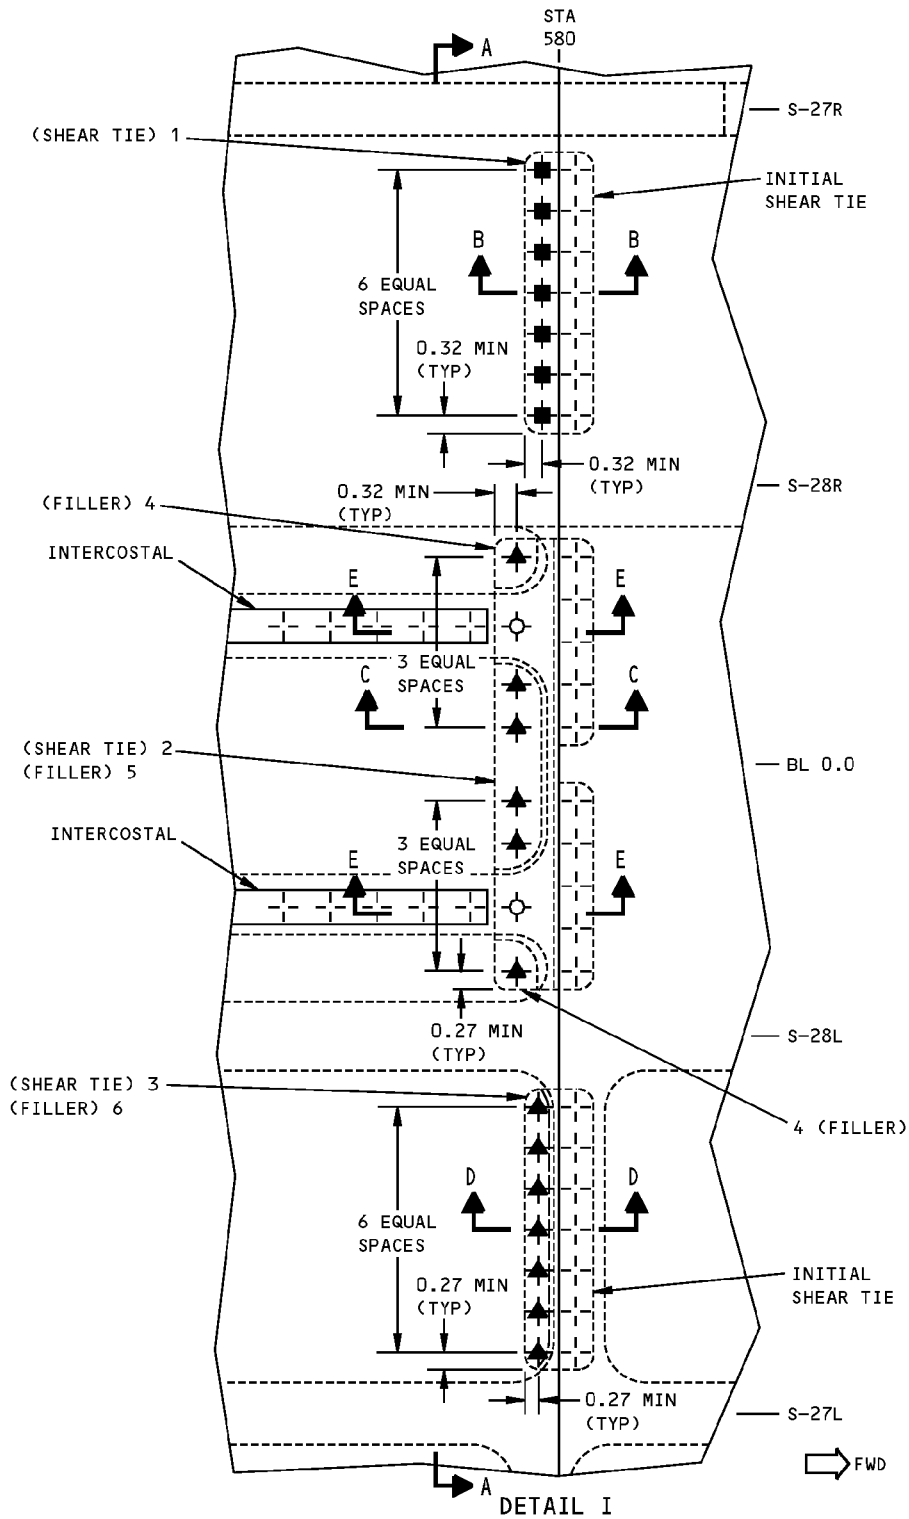 STA
580
A
S-27R
(SHEAR TIE) 1
INITIAL
SHEAR TIE
B
B
6 EQUAL
SPACES
0.32 MIN
(TYP)
0.32 MIN
(TYP)
0.32 MIN
(TYP)
S-28R
(FILLER) 4
INTERCOSTAL
E
E
3 EQUAL
SPACES
C
C
(SHEAR TIE) 2
(FILLER) 5
BL 0.0
INTERCOSTAL
3 EQUAL
SPACES
E
E
0.27 MIN
(TYP)
S-28L
(SHEAR TIE) 3
(FILLER) 6
4 (FILLER)
D
D
6 EQUAL
SPACES
0.27 MIN
(TYP)
INITIAL
SHEAR TIE
0.27 MIN
(TYP)
S-27L
FWD
A
DETAIL I